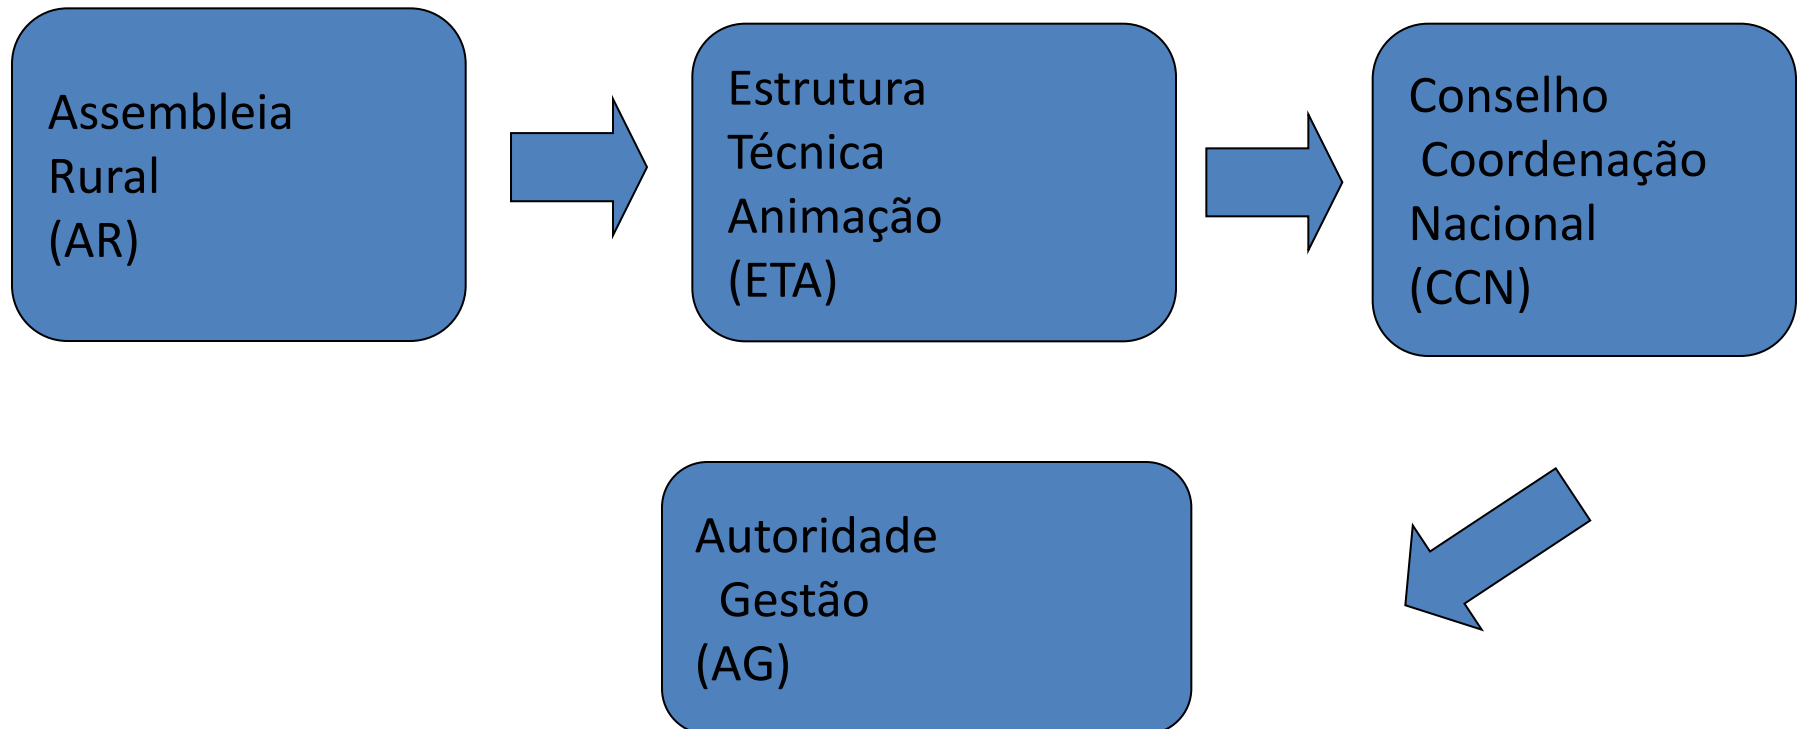 Assembleia
Rural
(AR)
Estrutura
Técnica
Animação
(ETA)
Conselho
Coordenação
Nacional
(CCN)
Autoridade
Gestão
(AG)